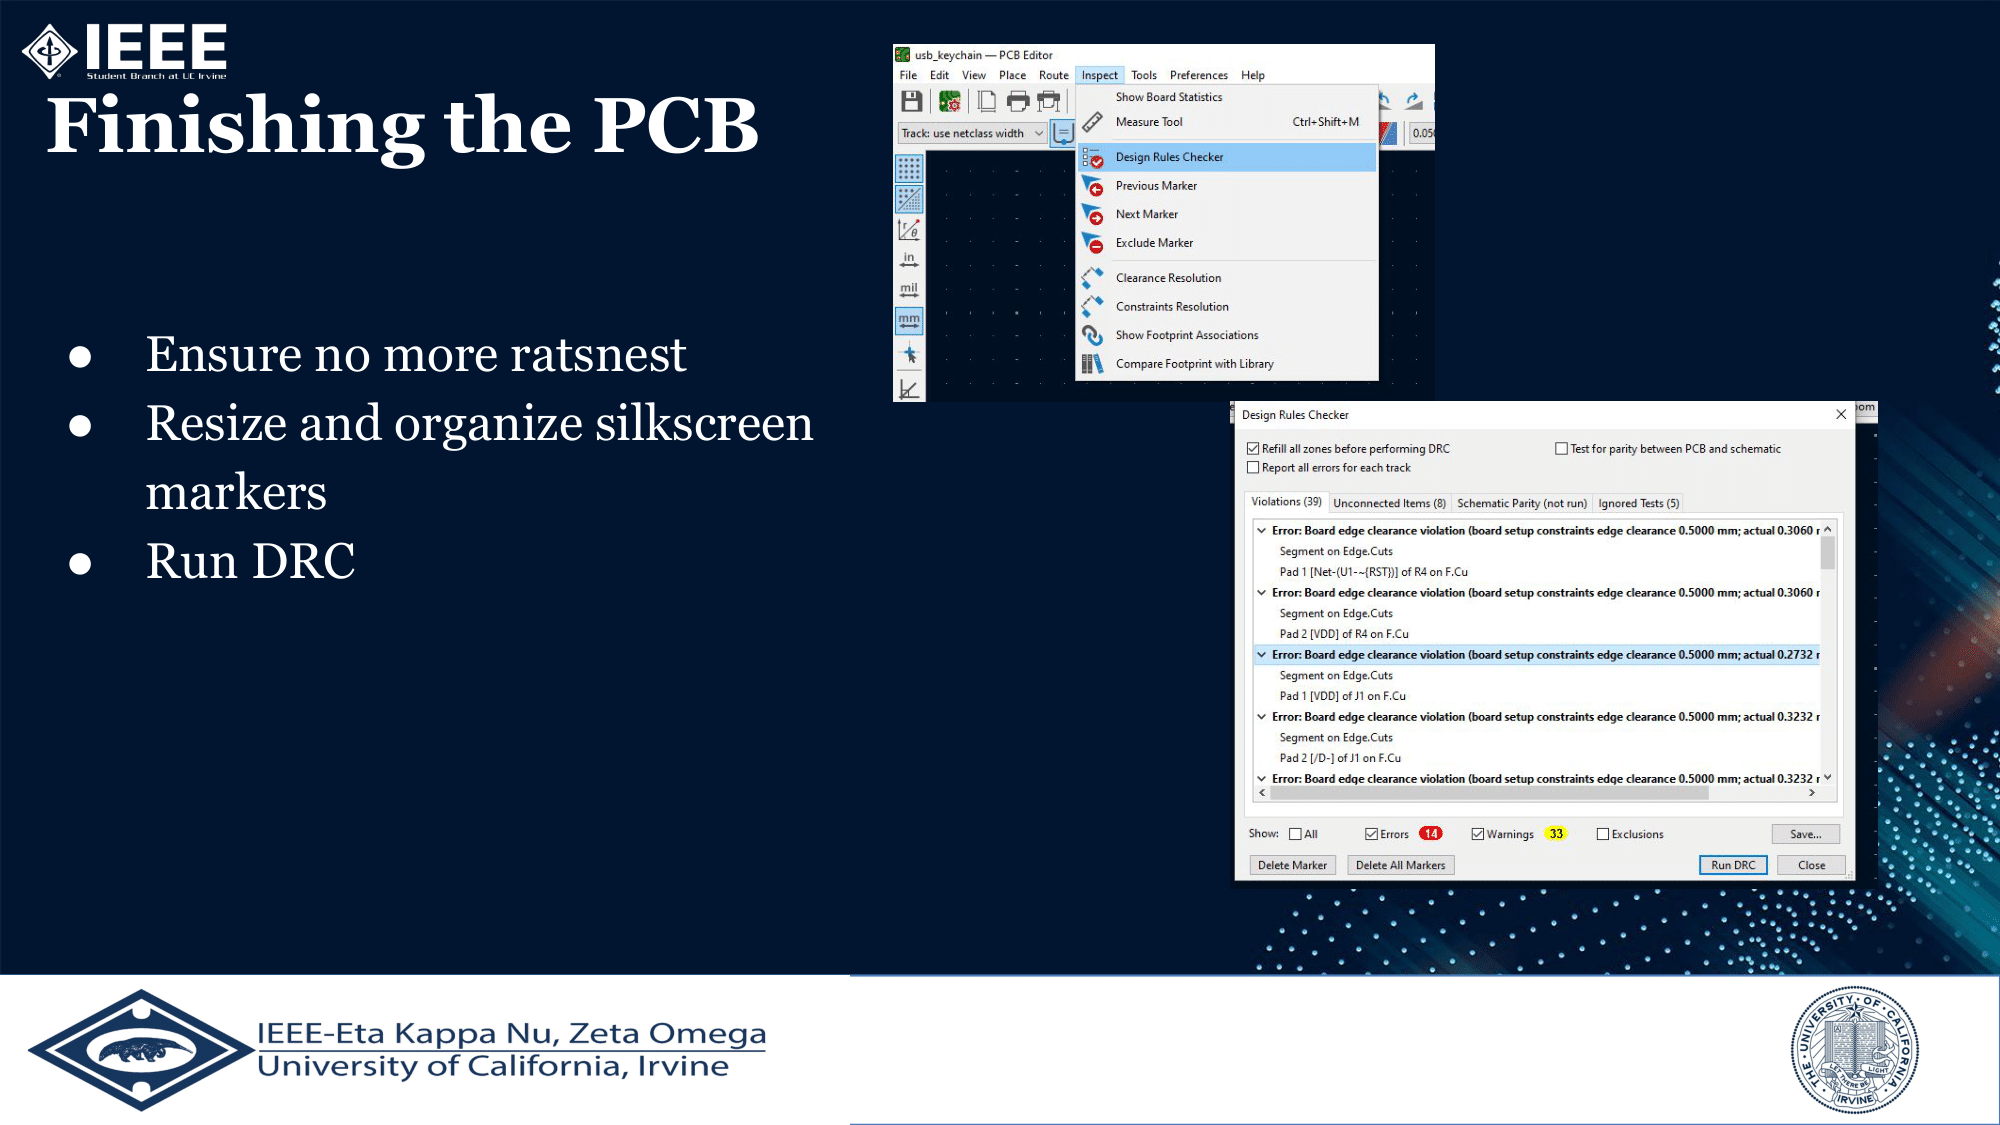 IEEE
Student Branch at UC Irvine
Finishing the PCB
● Ensure no more ratsnest
● Resize and organize silkscreen
markers
● Run DRC
usb_keychain — PCB Editor
File Edit View Place Route Inspect Tools Preferences Help
Show Board Statistics
Measure Tool Ctrl+Shift+M
Track: use netclass width
0.050
Design Rules Checker
Previous Marker
Next Marker
Exclude Marker
in
Clearance Resolution
mil
Constraints Resolution
mm
Show Footprint Associations
Compare Footprint with Library
Design Rules Checker
Refill all zones before performing DRC Test for parity between PCB and schematic
Report all errors for each track
Violations (39) Unconnected Items (8) Schematic Parity (not run) Ignored Tests (5)
Error: Board edge clearance violation (board setup constraints edge clearance 0.5000 mm; actual 0.3060
Segment on Edge.Cuts
Pad 1 [Net-(U1-~{RST})] of R4 on F.Cu
Error: Board edge clearance violation (board setup constraints edge clearance 0.5000 mm; actual 0.3060
Segment on Edge.Cuts
Pad 2 [VDD] of R4 on F.Cu
Error: Board edge clearance violation (board setup constraints edge clearance 0.5000 mm; actual 0.2732
Segment on Edge.Cuts
Pad 1 [VDD] of J1 on F.Cu
Error: Board edge clearance violation (board setup constraints edge clearance 0.5000 mm; actual 0.3232
Segment on Edge.Cuts
Pad 2 [/D-] of J1 on F.Cu
Error: Board edge clearance violation (board setup constraints edge clearance 0.5000 mm; actual 0.3232
Show: All Errors 14 Warnings 33 Exclusions Save...
Delete Marker Delete All Markers Run DRC Close
IEEE-Eta Kappa Nu, Zeta Omega
University of California, Irvine
THE UNIVERSITY OF CALIFORNIA
LET THERE BE LIGHT
IRVINE